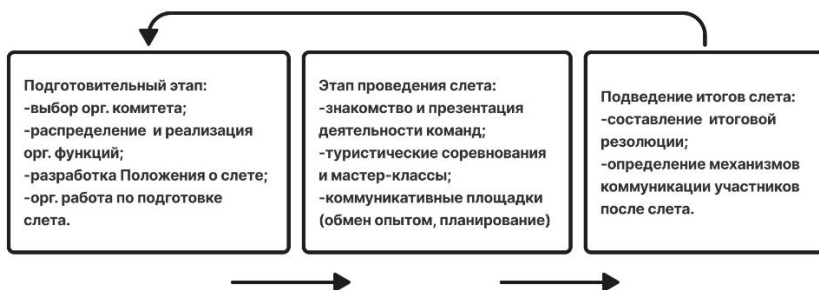 Подготовительный этап:
-выбор орг. комитета;
-распределение и реализация
орг. функций;
-разработка Положения о слете;
-орг. работа по подготовке
слета.
Этап проведения слета:
-знакомство и презентация
деятельности команд;
-туристические соревнования
и мастер-классы;
-коммуникативные площадки
(обмен опытом, планирование)
Подведение итогов слета:
-составление итоговой
резолюции;
-определение механизмов
коммуникации участников
после слета.